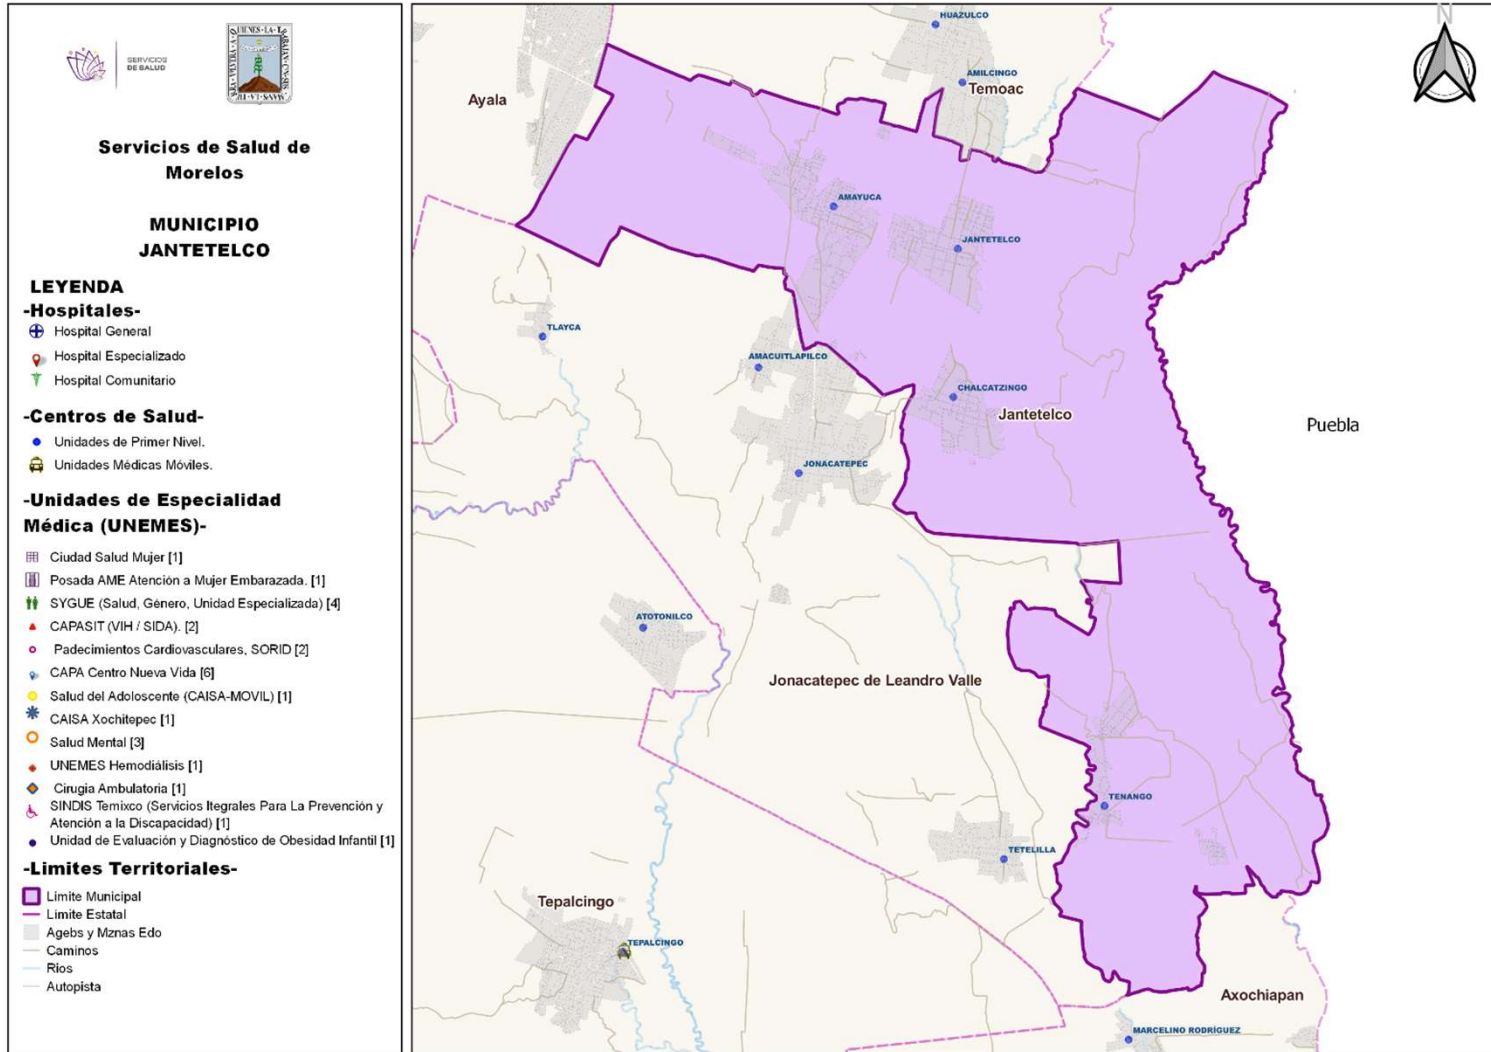 SERVICIOS
DE SALUD
Servicios de Salud de
Morelos
MUNICIPIO
JANTETELCO
LEYENDA
-Hospitales-
Hospital General
Hospital Especializado
Hospital Comunitario
-Centros de Salud-
Unidades de Primer Nivel.
Unidades Médicas Móviles.
-Unidades de Especialidad
Médica (UNEMES)-
Ciudad Salud Mujer [1]
Posada AME Atención a Mujer Embarazada. [1]
SYGUE (Salud, Género, Unidad Especializada) [4]
CAPASIT (VIH / SIDA). [2]
Padecimientos Cardiovasculares, SORID [2]
CAPA Centro Nueva Vida [6]
Salud del Adoloscente (CAISA-MOVIL) [1]
CAISA Xochitepec [1]
Salud Mental [3]
UNEMES Hemodiálisis [1]
Cirugia Ambulatoria [1]
SINDIS Temixco (Servicios Itegrales Para La Prevención y
Atención a la Discapacidad) [1]
Unidad de Evaluación y Diagnóstico de Obesidad Infantil [1]
-Limites Territoriales-
Limite Municipal
Limite Estatal
Agebs y Mznas Edo
Caminos
Rios
Autopista
HUAZULCO
N
AMILCINGO
Temoac
Ayala
AMAYUCA
JANTETELCO
TLAYCA
AMACUITLAPILCO
CHALCATZINGO
Jantetelco
Puebla
JONACATEPEC
ATOTONILCO
Jonacatepec de Leandro Valle
TENANGO
TETELILLA
Tepalcingo
TEPALCINGO
Axochiapan
MARCELINO RODRÍGUEZ